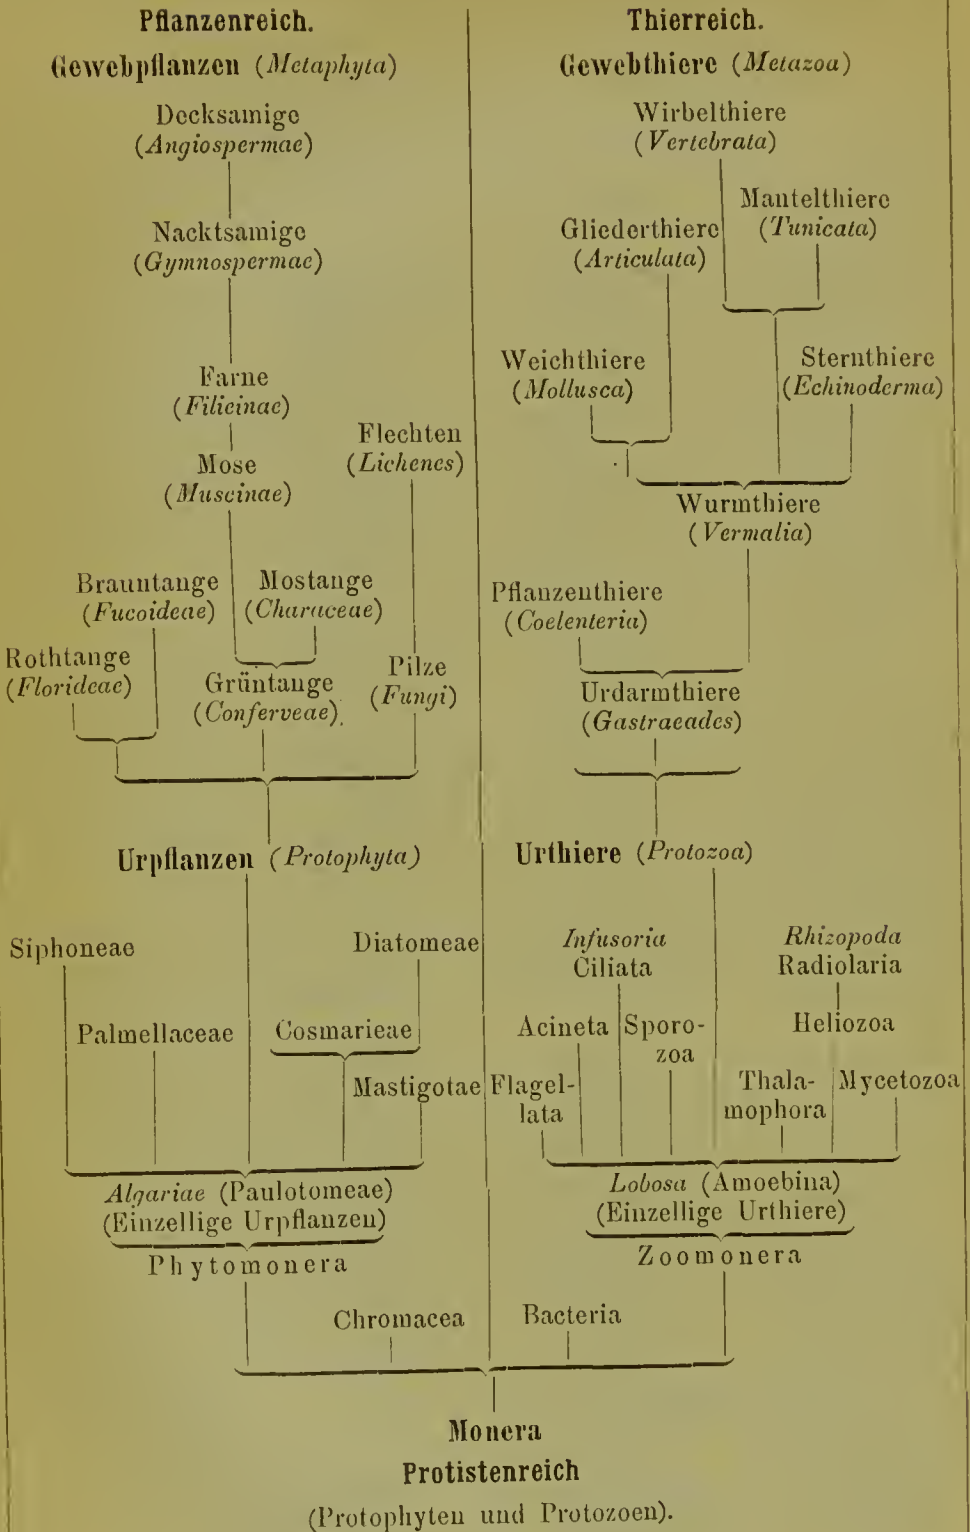 Pflanzenreich.
Gewebpflanzen (Metaphyta)
Decksamige
(Angiospermae)
Nacktsamige
(Gymnospermae)
Farne
(Filicinae)
Flechten
(Lichenes)
Mose
(Muscinae)
Brauntange
(Fucoideae)
Mostange
(Characeae)
Rothtange
(Florideae)
Grüntange
(Conferveae)
Pilze
(Fungi)
Urpflanzen (Protophyta)
Siphoneae
Diatomeae
Palmellaceae
Cosmarieae
Mastigotae
Algariae (Paulotomeae)
(Einzellige Urpflanzen)
Phytomonera
Chromacea
Thierreich.
Gewebthiere (Metazoa)
Wirbelthiere
(Vertebrata)
Mantelthiere
(Tunicata)
Gliederthiere
(Articulata)
Weichthiere
(Mollusca)
Sternthiere
(Echinoderma)
Wurmthiere
(Vermalia)
Pflanzenthiere
(Coelenteria)
Urdarmthiere
(Gastraeades)
Urthiere (Protozoa)
Infusoria
Ciliata
Rhizopoda
Radiolaria
Acineta
Sporo-
zoa
Heliozoa
Flagel-
lata
Thala-
mophora
Mycetozoa
Lobosa (Amoebina)
(Einzellige Urthiere)
Zoomonera
Bacteria
Monera
Protistenreich
(Protophyten und Protozoen).